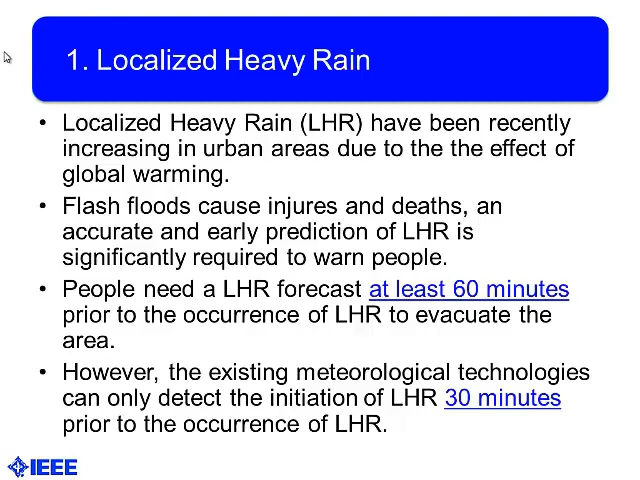 1. Localized Heavy Rain
• Localized Heavy Rain (LHR) have been recently
increasing in urban areas due to the the effect of
global warming.
• Flash floods cause injures and deaths, an
accurate and early prediction of LHR is
significantly required to warn people.
• People need a LHR forecast at least 60 minutes
prior to the occurrence of LHR to evacuate the
area.
• However, the existing meteorological technologies
can only detect the initiation of LHR 30 minutes
prior to the occurrence of LHR.
IEEE